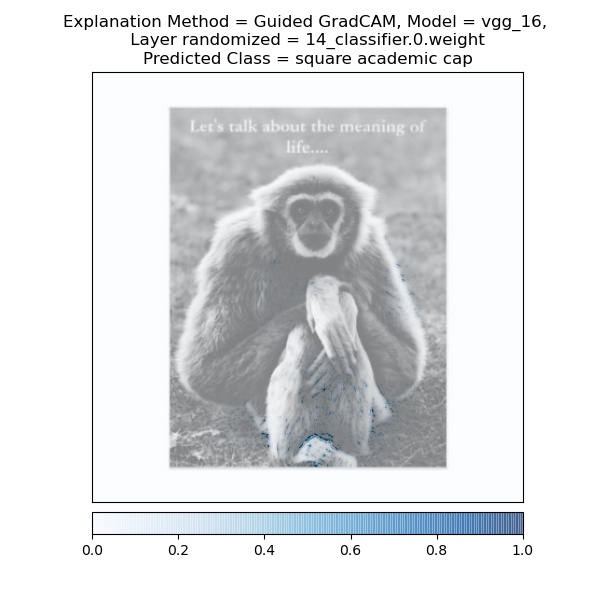 Explanation Method = Guided GradCAM, Model = vgg_16,
Layer randomized = 14_classifier.0.weight
Predicted Class = square academic cap
Let's talk about the meaning of
life....
0.0 0.2 0.4 0.6 0.8 1.0